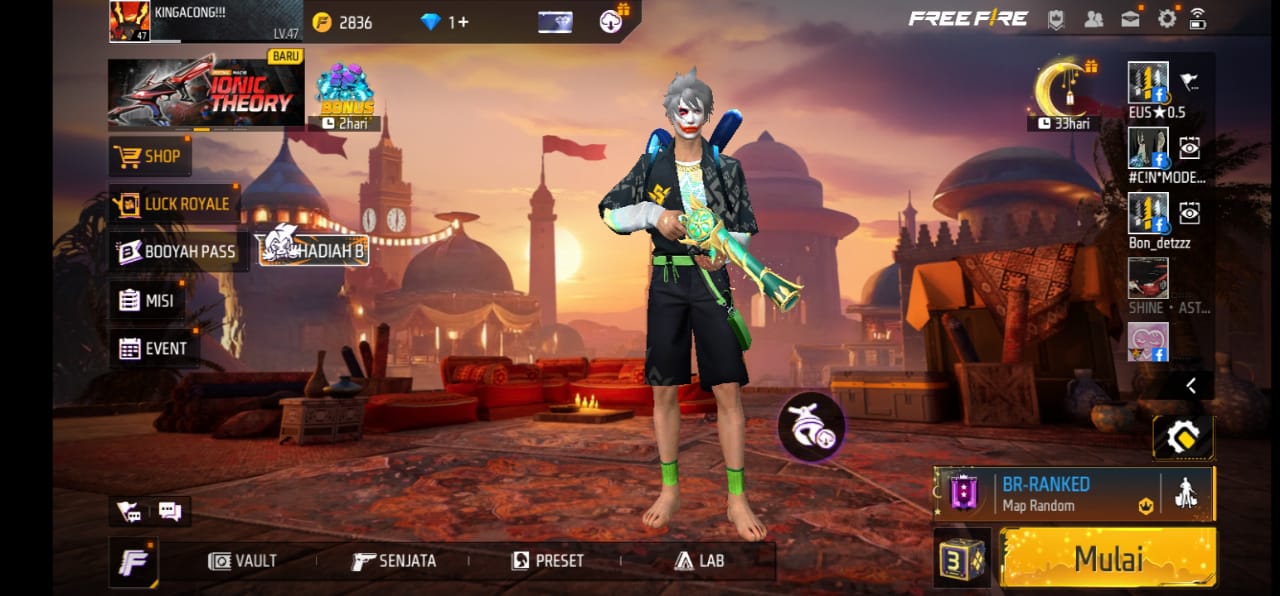 KINGACONG!!!
47
LV.47
2836
1+
FREE FIRE
BARU
IONIC
THEORY
BONUS
2hari
33hari
EUS★0.5
#C!N*MODE...
Bon_detzzz
SHINE • AST...
SHOP
LUCK ROYALE
BOOYAH PASS
HADIAH B
MISI
EVENT
BR-RANKED
Map Random
VAULT
SENJATA
PRESET
LAB
3
Mulai